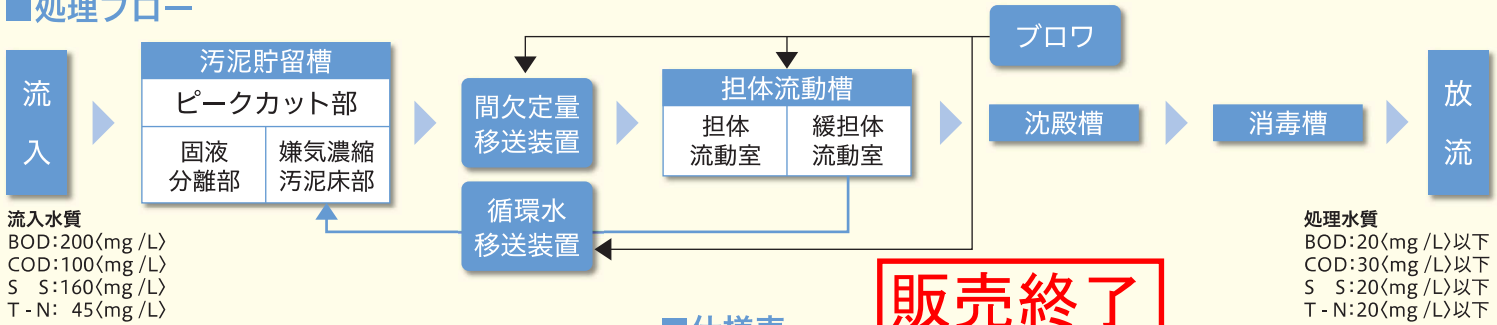 ■処理フロー
ブロワ
流入
汚泥貯留槽
ピークカット部
固液
分離部
嫌気濃縮
汚泥床部
間欠定量
移送装置
循環水
移送装置
担体流動槽
担体
流動室
緩担体
流動室
沈殿槽
消毒槽
放流
流入水質
BOD:200〈mg /L〉
COD:100〈mg /L〉
S S:160〈mg /L〉
T - N: 45〈mg /L〉
処理水質
BOD:20〈mg /L〉以下
COD:30〈mg /L〉以下
S S:20〈mg /L〉以下
T - N:20〈mg /L〉以下
販売終了
■仕様表